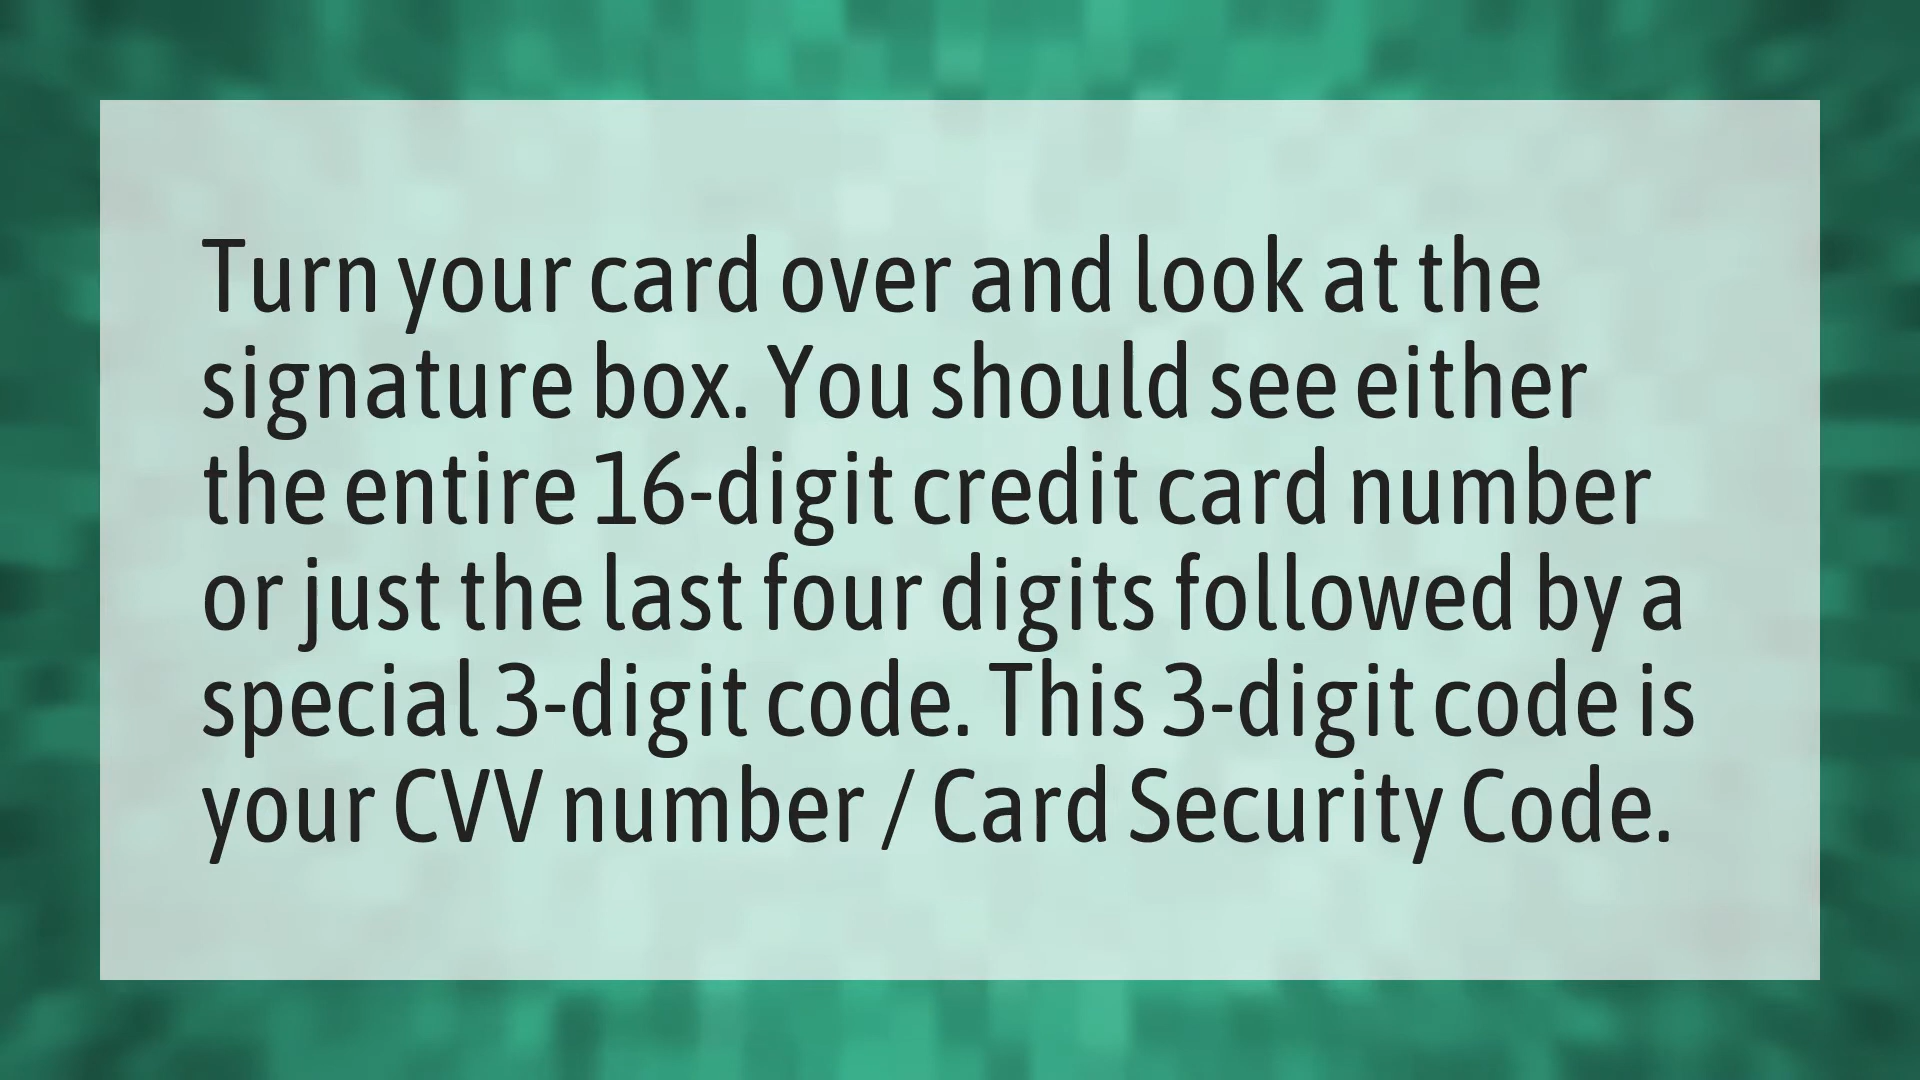 Turn your card over and look at the
signature box. You should see either
the entire 16-digit credit card number
or just the last four digits followed by a
special 3-digit code. This 3-digit code is
your CVV number / Card Security Code.